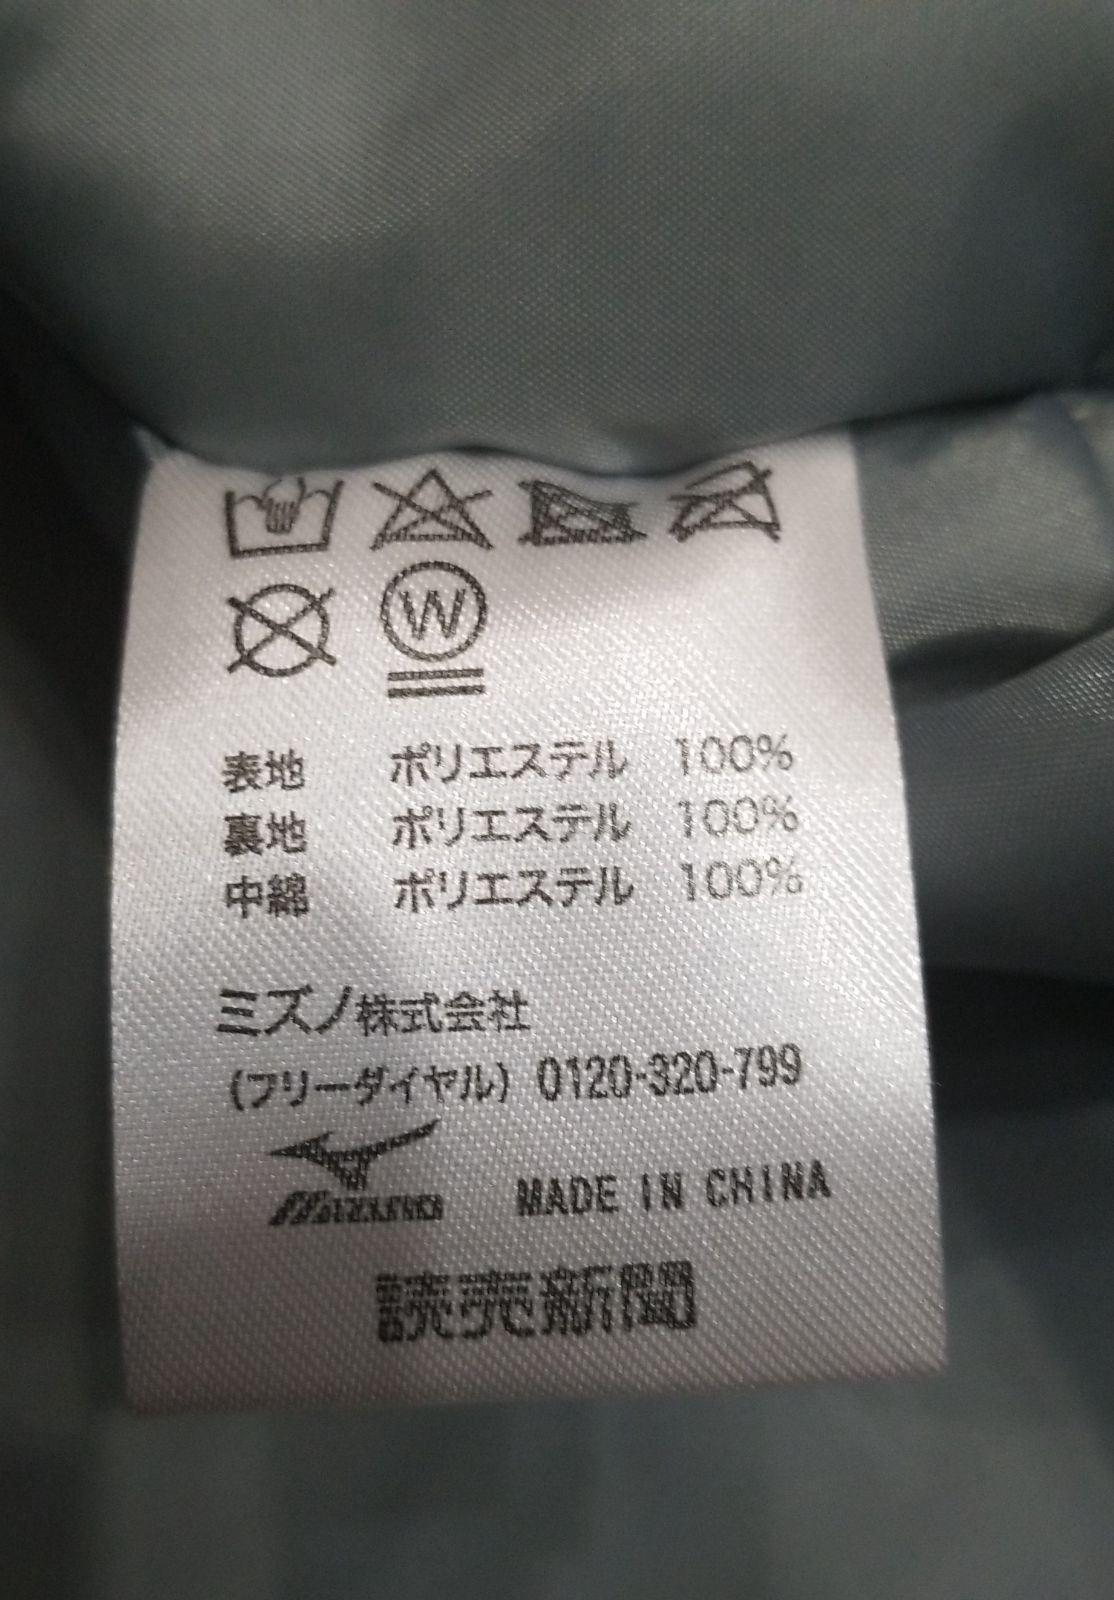 W
表地 ポリエステル 100%
裏地 ポリエステル 100%
中綿 ポリエステル 100%
ミズノ株式会社
(フリーダイヤル) 0120-320-799
MIZUNO MADE IN CHINA
読売新聞